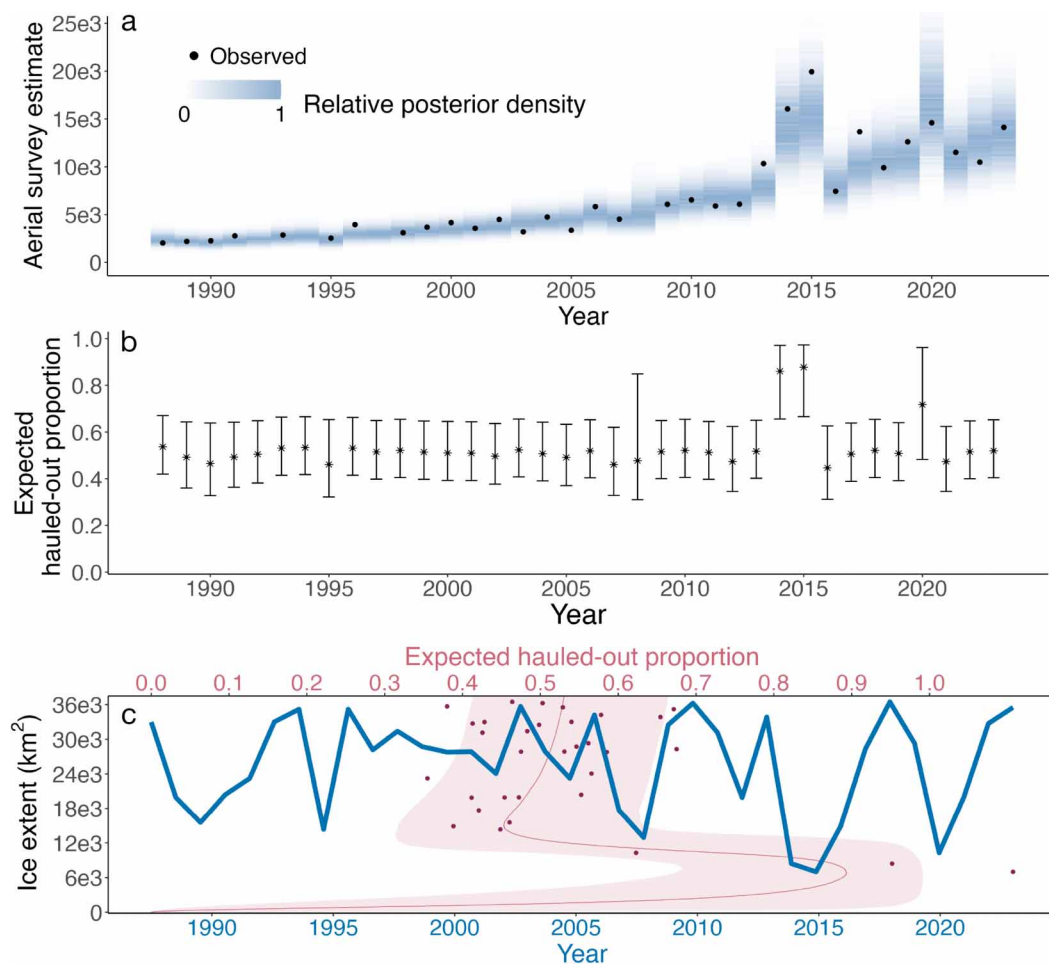 a
25e3
20e3
15e3
10e3
5e3
0
Aerial survey estimate
Observed
0 1
Relative posterior density
1990 1995 2000 2005 2010 2015 2020
Year
b
1.0
0.8
0.6
0.4
0.2
0.0
Expected
hauled-out proportion
1990 1995 2000 2005 2010 2015 2020
Year
Expected hauled-out proportion
0.0 0.1 0.2 0.3 0.4 0.5 0.6 0.7 0.8 0.9 1.0
c
36e3
30e3
24e3
18e3
12e3
6e3
0
Ice extent (km²)
1990 1995 2000 2005 2010 2015 2020
Year